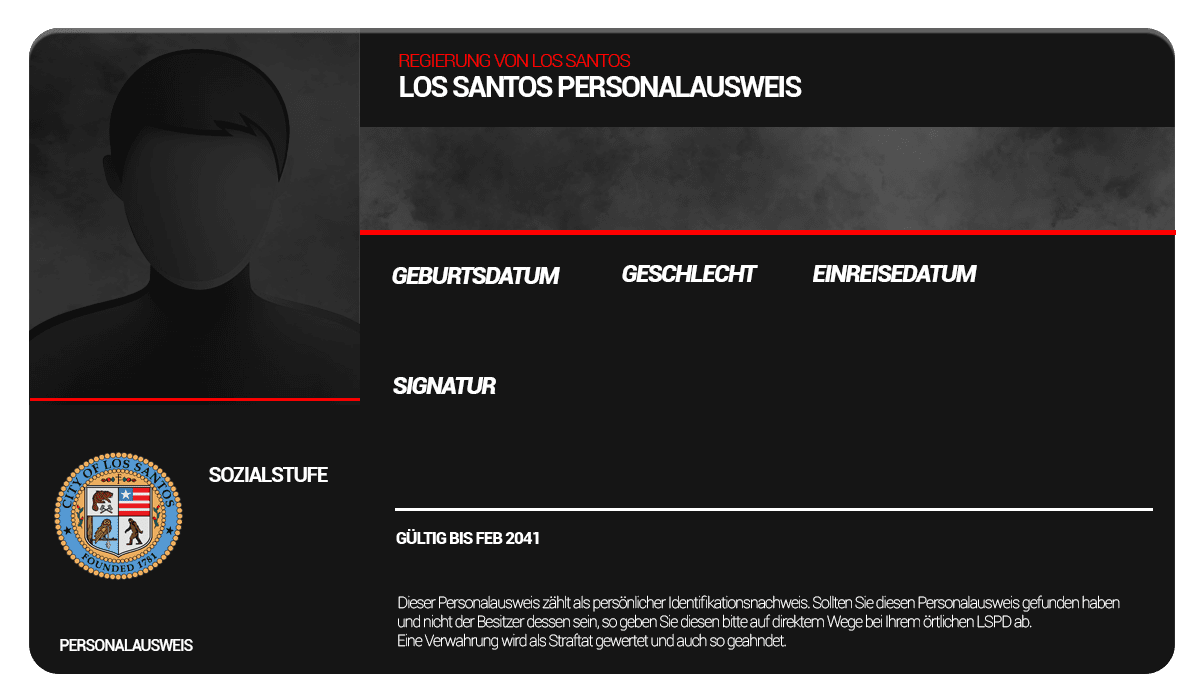 REGIERUNG VON LOS SANTOS
LOS SANTOS PERSONALAUSWEIS
GEBURTSDATUM
GESCHLECHT
EINREISEDATUM
SIGNATUR
CITY OF LOS SANTOS
FOUNDED 1781
SOZIALSTUFE
PERSONALAUSWEIS
GÜLTIG BIS FEB 2041
Dieser Personalausweis zählt als persönlicher Identifikationsnachweis. Sollten Sie diesen Personalausweis gefunden haben
und nicht der Besitzer dessen sein, so geben Sie diesen bitte auf direktem Wege bei Ihrem örtlichen LSPD ab.
Eine Verwahrung wird als Straftat gewertet und auch so geahndet.